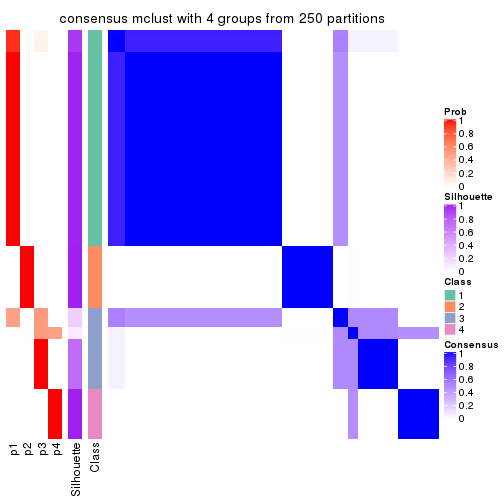 consensus mclust with 4 groups from 250 partitions
Prob
1
0.8
0.6
0.4
0.2
0
Silhouette
1
0.8
0.6
0.4
0.2
0
Class
1
2
3
4
Consensus
1
0.8
0.6
0.4
0.2
0
p1
p2
p3
p4
Silhouette
Class